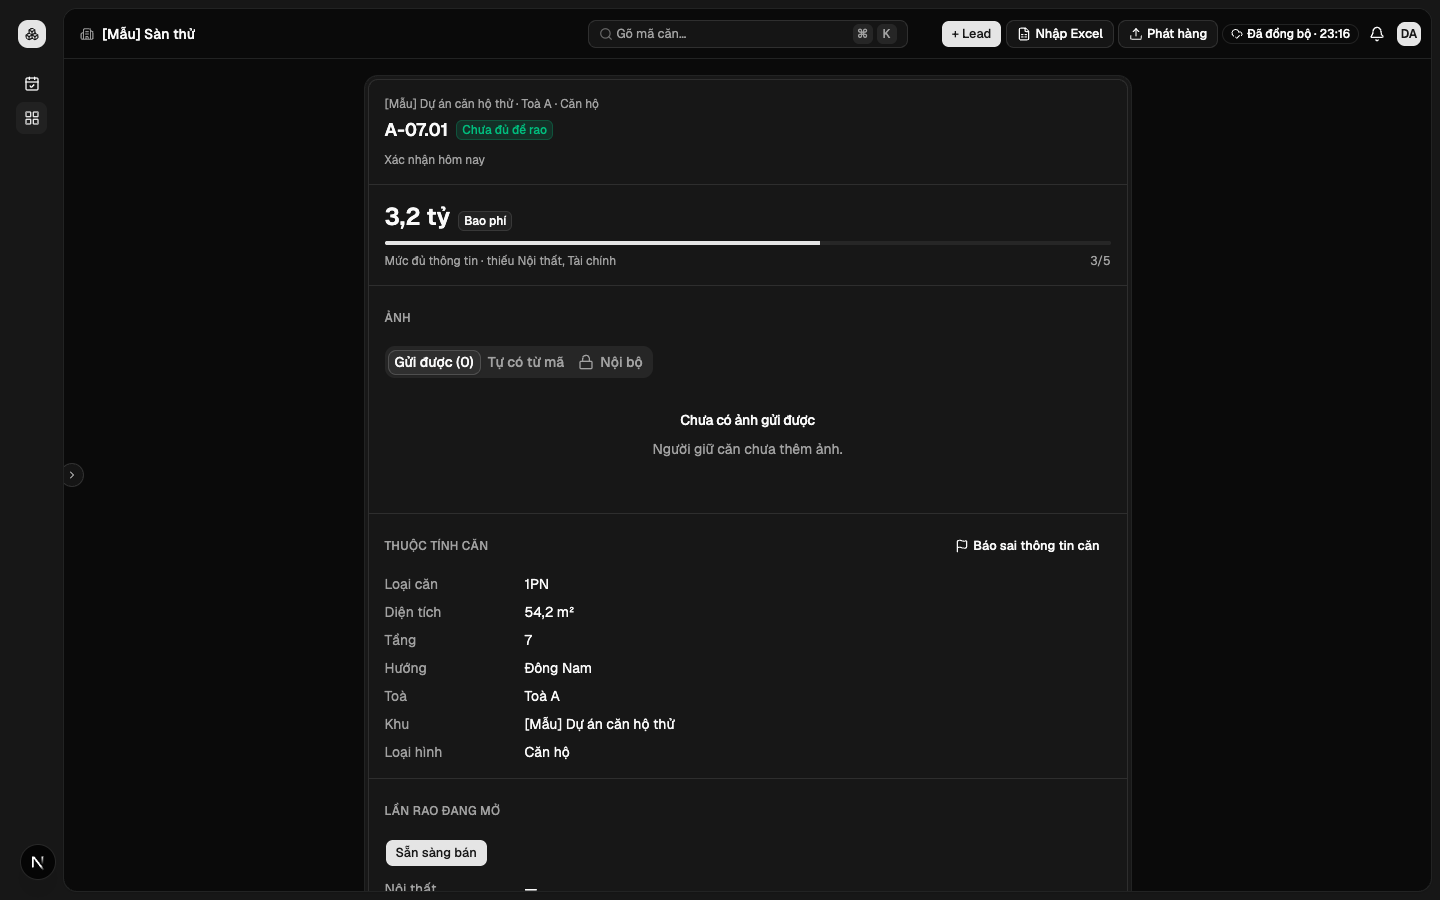 [Mẫu] Sàn thử
Gõ mã căn...
⌘ K
+ Lead
Nhập Excel
Phát hàng
Đã đồng bộ · 23:16
DA
[Mẫu] Dự án căn hộ thử · Toà A · Căn hộ
A-07.01 Chưa đủ để rao
Xác nhận hôm nay
3,2 tỷ Bao phí
Mức đủ thông tin · thiếu Nội thất, Tài chính 3/5
ẢNH
Gửi được (0) Tự có từ mã Nội bộ
Chưa có ảnh gửi được
Người giữ căn chưa thêm ảnh.
THUỘC TÍNH CĂN Báo sai thông tin căn
Loại căn 1PN
Diện tích 54,2 m²
Tầng 7
Hướng Đông Nam
Toà Toà A
Khu [Mẫu] Dự án căn hộ thử
Loại hình Căn hộ
LẦN RAO ĐANG MỞ
Sẵn sàng bán
Nội thất —
N